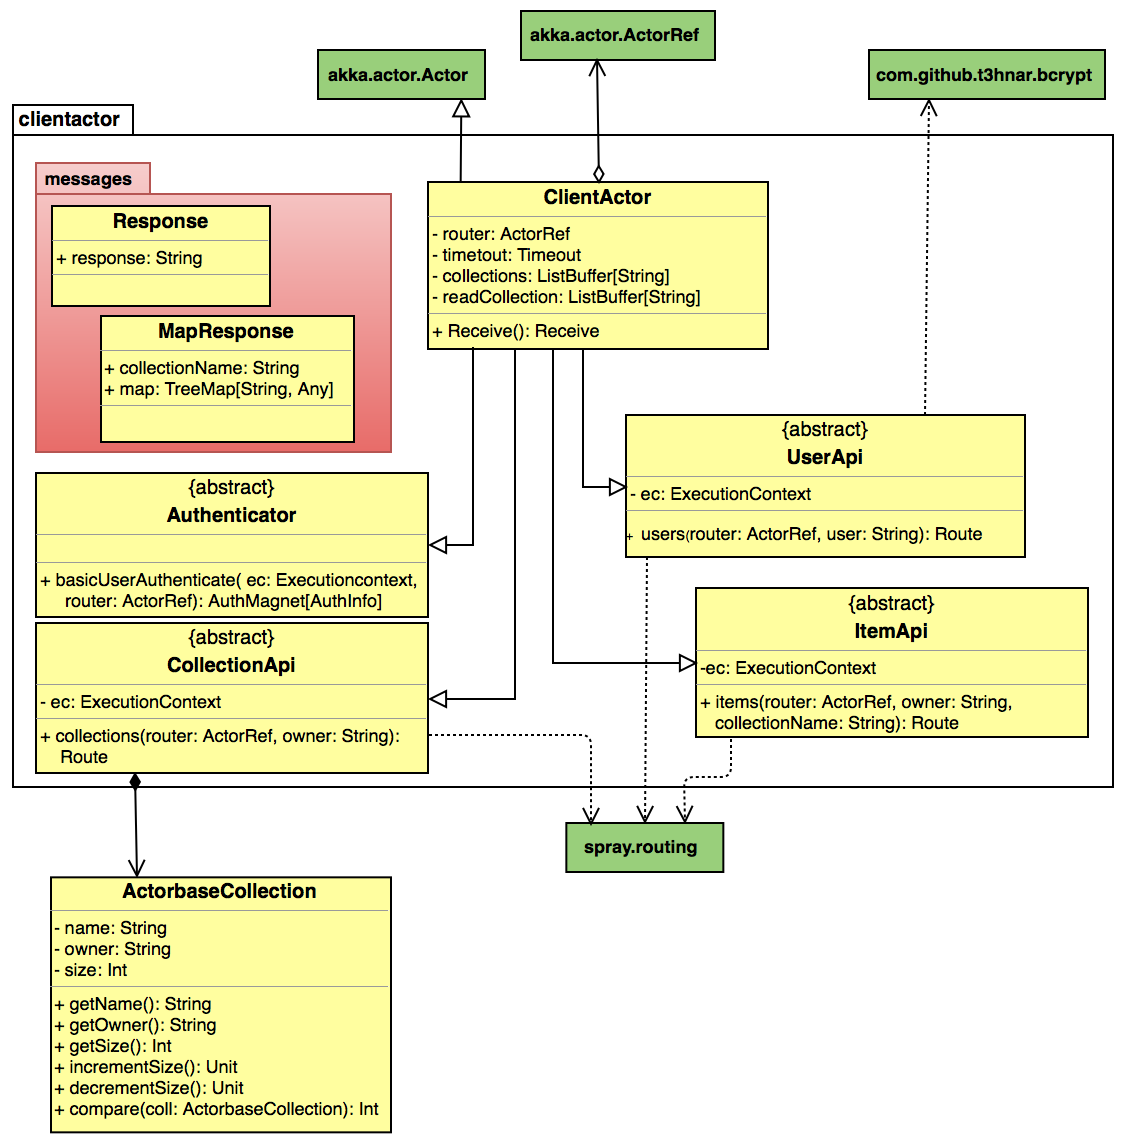 akka.actor.ActorRef
akka.actor.Actor
com.github.t3hnar.bcrypt
clientactor
messages
Response
+ response: String
MapResponse
+ collectionName: String
+ map: TreeMap[String, Any]
ClientActor
- router: ActorRef
- timetout: Timeout
- collections: ListBuffer[String]
- readCollection: ListBuffer[String]
+ Receive(): Receive
{abstract}
UserApi
- ec: ExecutionContext
+ users(router: ActorRef, user: String): Route
{abstract}
Authenticator
+ basicUserAuthenticate( ec: Executioncontext,
router: ActorRef): AuthMagnet[AuthInfo]
{abstract}
ItemApi
-ec: ExecutionContext
+ items(router: ActorRef, owner: String,
collectionName: String): Route
{abstract}
CollectionApi
- ec: ExecutionContext
+ collections(router: ActorRef, owner: String):
Route
spray.routing
ActorbaseCollection
- name: String
- owner: String
- size: Int
+ getName(): String
+ getOwner(): String
+ getSize(): Int
+ incrementSize(): Unit
+ decrementSize(): Unit
+ compare(coll: ActorbaseCollection): Int